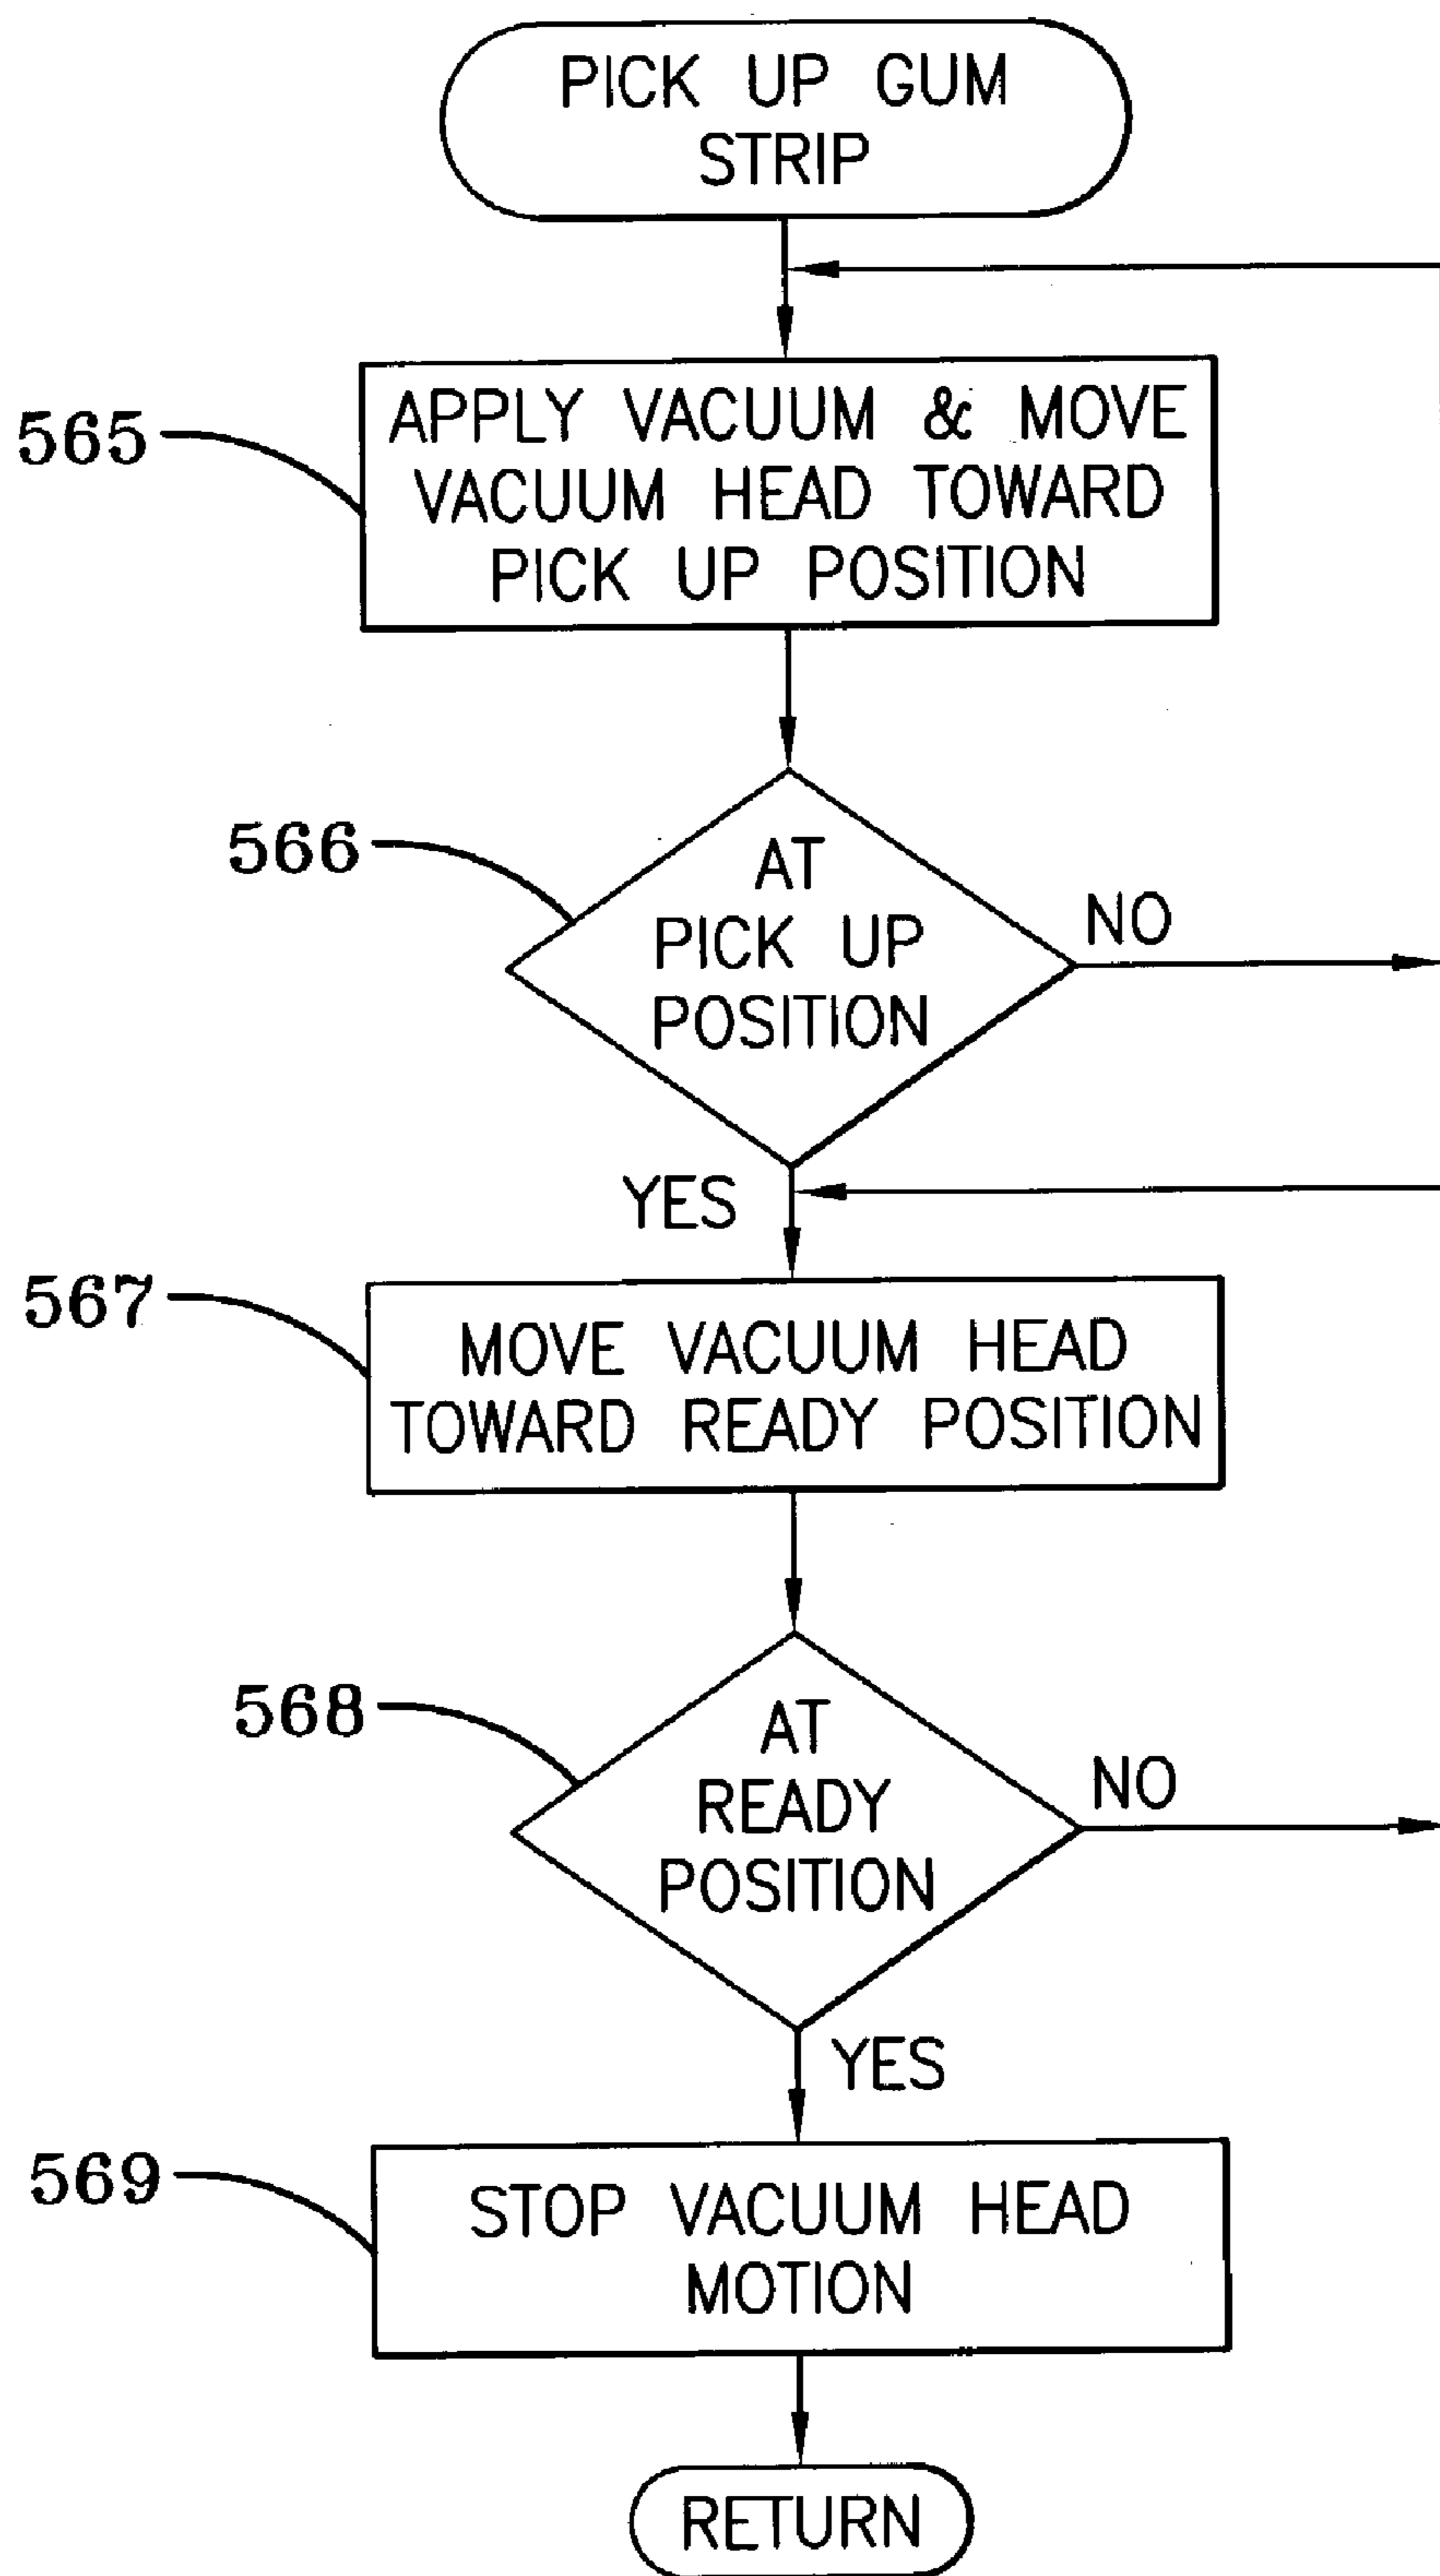 PICK UP GUM
STRIP
565
APPLY VACUUM & MOVE
VACUUM HEAD TOWARD
PICK UP POSITION
566
AT
PICK UP
POSITION
NO
YES
567
MOVE VACUUM HEAD
TOWARD READY POSITION
568
AT
READY
POSITION
NO
YES
569
STOP VACUUM HEAD
MOTION
RETURN